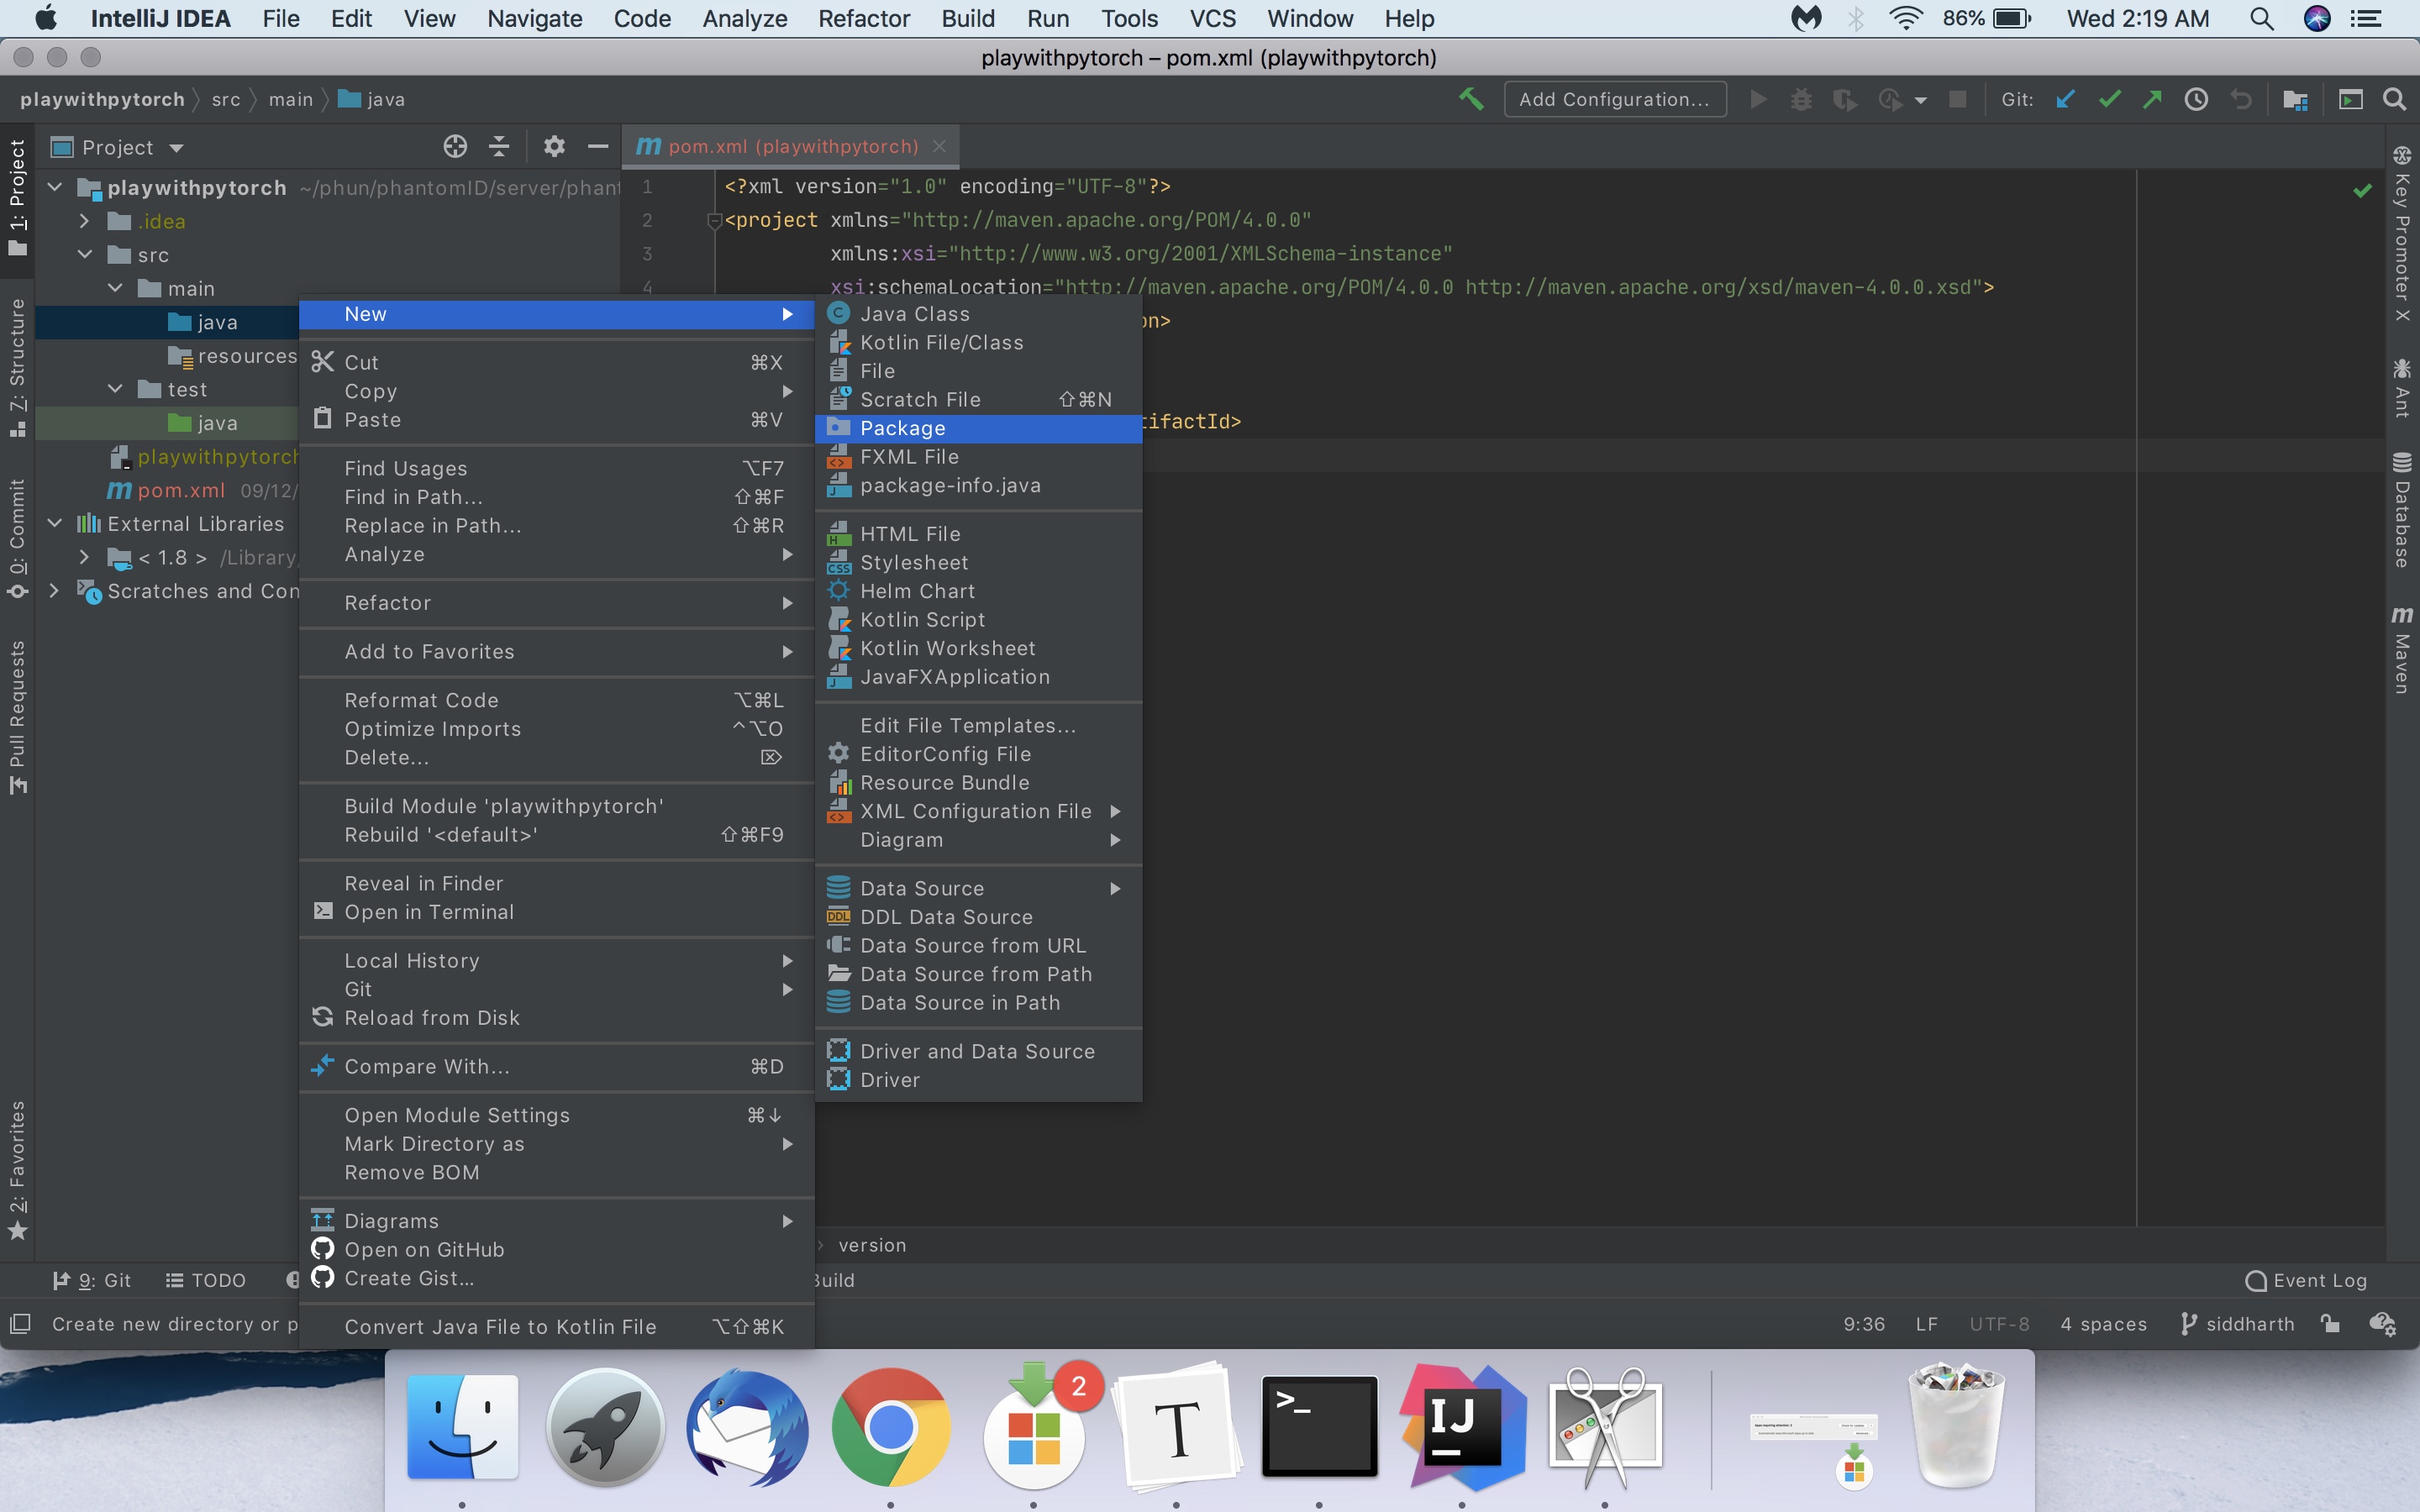 IntelliJ IDEA File Edit View Navigate Code Analyze Refactor Build Run Tools VCS Window Help 86% Wed 2:19 AM
playwithpytorch – pom.xml (playwithpytorch)
playwithpytorch src main java Add Configuration... Git:
Project
pom.xml (playwithpytorch)
playwithpytorch ~/phun/phantomID/server/phant
.idea
src
main
java
resources
test
java
playwithpytorch
pom.xml 09/12/
External Libraries
< 1.8 > /Library/
Scratches and Con
1 <?xml version="1.0" encoding="UTF-8"?>
2 <project xmlns="http://maven.apache.org/POM/4.0.0"
3 xmlns:xsi="http://www.w3.org/2001/XMLSchema-instance"
4 xsi:schemaLocation="http://maven.apache.org/POM/4.0.0 http://maven.apache.org/xsd/maven-4.0.0.xsd">
on>
tifactId>
New
Cut ⌘X
Copy
Paste ⌘V
Find Usages ⌥F7
Find in Path... ⇧⌘F
Replace in Path... ⇧⌘R
Analyze
Refactor
Add to Favorites
Reformat Code ⌥⌘L
Optimize Imports ^⌥O
Delete... ⌦
Build Module 'playwithpytorch'
Rebuild '<default>' ⇧⌘F9
Reveal in Finder
Open in Terminal
Local History
Git
Reload from Disk
Compare With... ⌘D
Open Module Settings ⌘↓
Mark Directory as
Remove BOM
Diagrams
Open on GitHub
Create Gist...
Convert Java File to Kotlin File ⌥⇧⌘K
Java Class
Kotlin File/Class
File
Scratch File ⇧⌘N
Package
FXML File
package-info.java
HTML File
Stylesheet
Helm Chart
Kotlin Script
Kotlin Worksheet
JavaFXApplication
Edit File Templates...
EditorConfig File
Resource Bundle
XML Configuration File
Diagram
Data Source
DDL Data Source
Data Source from URL
Data Source from Path
Data Source in Path
Driver and Data Source
Driver
1: Project
Z: Structure
0: Commit
Pull Requests
2: Favorites
Key Promoter X
Ant
Database
Maven
version
9: Git TODO Build Event Log
Create new directory or p 9:36 LF UTF-8 4 spaces siddharth
2
T
>_
IJ